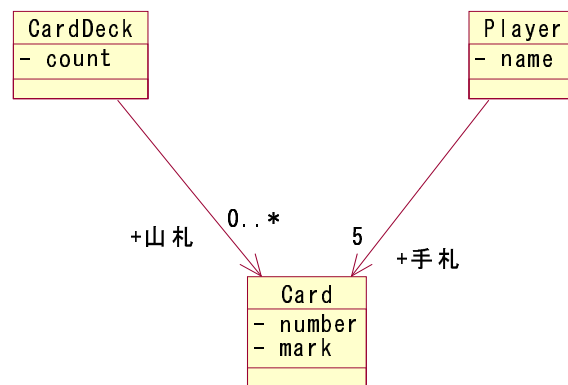 CardDeck
- count
Player
- name
+山札
0..*
5
+手札
Card
- number
- mark